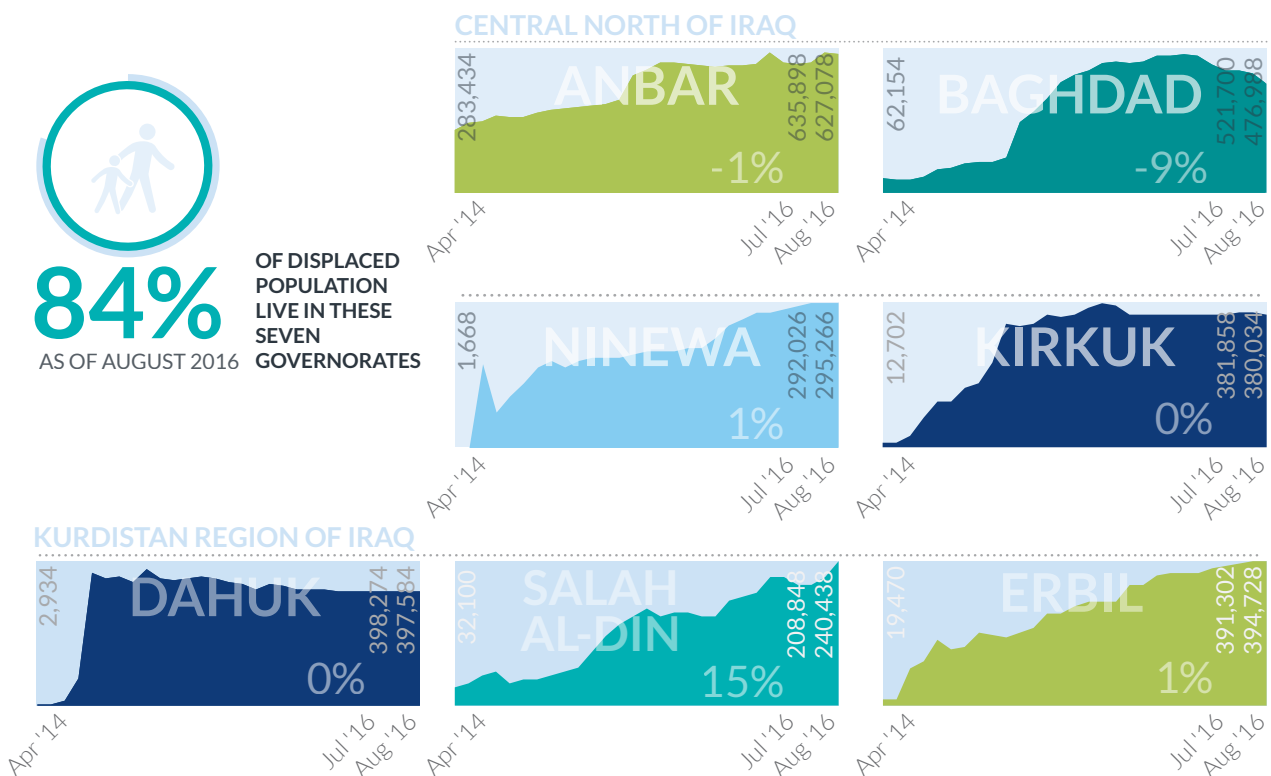 CENTRAL NORTH OF IRAQ
84%
AS OF AUGUST 2016
OF DISPLACED
POPULATION
LIVE IN THESE
SEVEN
GOVERNORATES
283,434
ANBAR
635,898
627,078
-1%
Apr '14
Jul '16
Aug '16
62,154
BAGHDAD
521,700
476,988
-9%
Apr '14
Jul '16
Aug '16
1,668
NINEWA
292,026
295,266
1%
Apr '14
Jul '16
Aug '16
12,702
KIRKUK
381,858
380,034
0%
Apr '14
Jul '16
Aug '16
KURDISTAN REGION OF IRAQ
2,934
DAHUK
398,274
397,584
0%
Apr '14
Jul '16
Aug '16
32,100
SALAH
AL-DIN
208,848
240,438
15%
Apr '14
Jul '16
Aug '16
19,470
ERBIL
391,302
394,728
1%
Apr '14
Jul '16
Aug '16